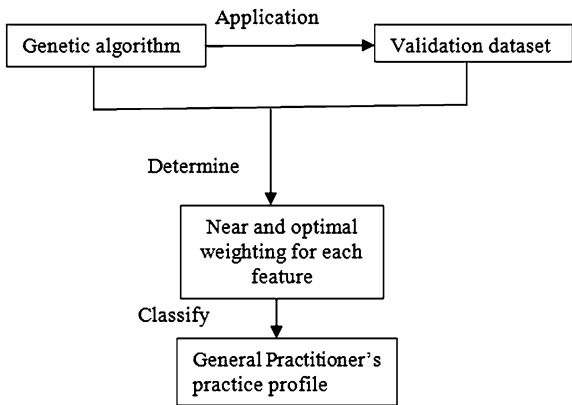 Application
Genetic algorithm
Validation dataset
Determine
Near and optimal
weighting for each
feature
Classify
General Practitioner's
practice profile